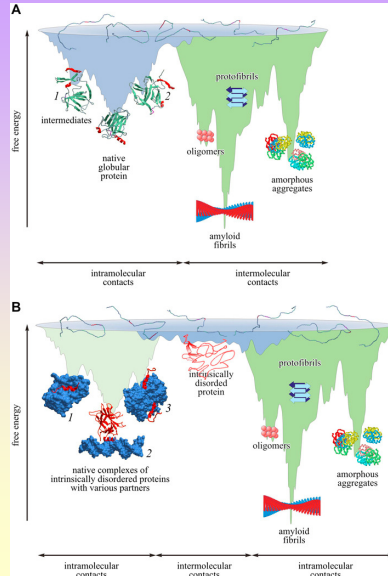 A
free energy
1
intermediates
2
native
globular
protein
protofibrils
oligomers
amorphous
aggregates
amyloid
fibrils
intramolecular
contacts
intermolecular
contacts
B
free energy
intrinsically
disorded
protein
protofibrils
1
3
2
native complexes of
intrinsically disordered proteins
with various partners
oligomers
amorphous
aggregates
amyloid
fibrils
intramolecular
contacts
intermolecular
contacts
intramolecular
contacts